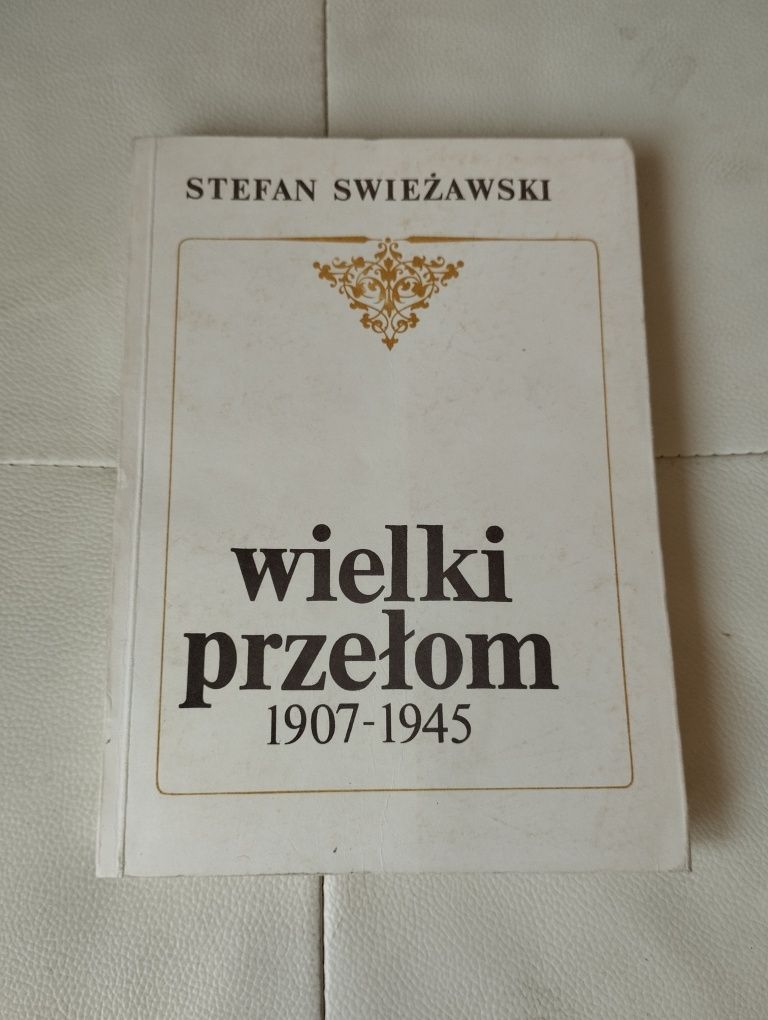 STEFAN SWIEŻAWSKI
wielki
przełom
1907-1945